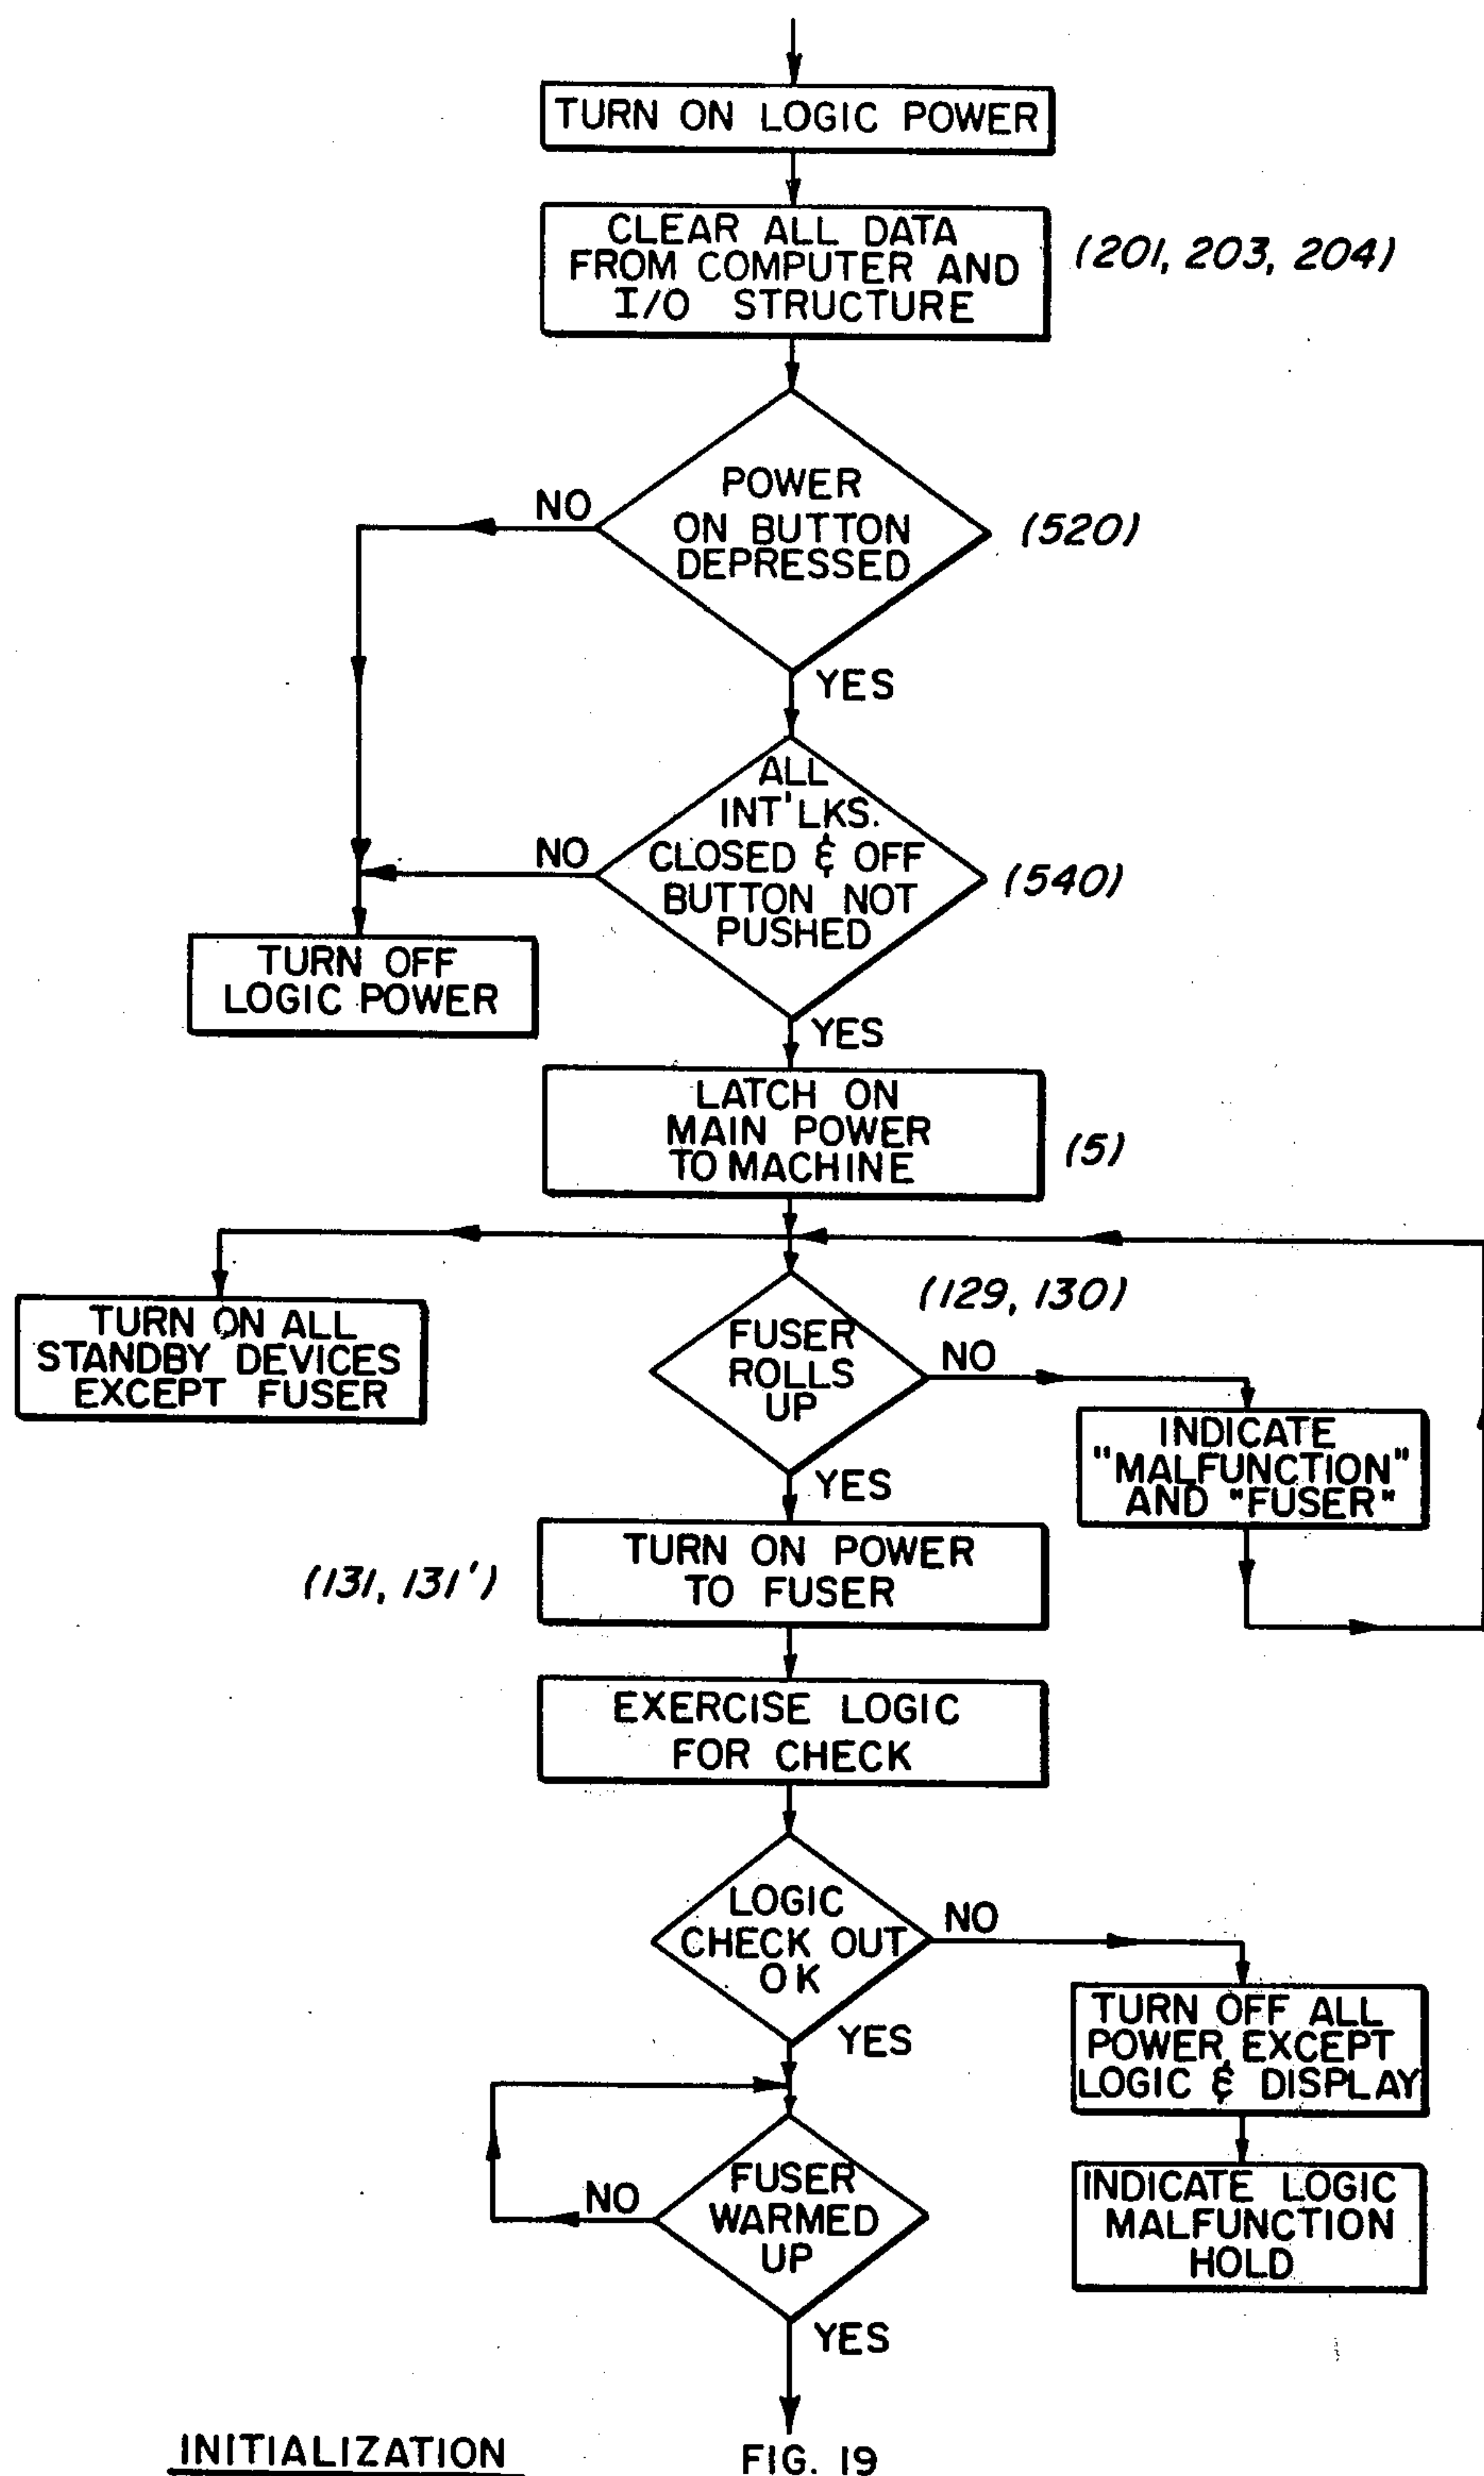 TURN ON LOGIC POWER
CLEAR ALL DATA
FROM COMPUTER AND
I/O STRUCTURE
(201, 203, 204)
POWER
ON BUTTON
DEPRESSED
(520)
NO
YES
ALL
INT'LKS.
CLOSED & OFF
BUTTON NOT
PUSHED
(540)
NO
TURN OFF
LOGIC POWER
YES
LATCH ON
MAIN POWER
TO MACHINE
(5)
TURN ON ALL
STANDBY DEVICES
EXCEPT FUSER
(129, 130)
FUSER
ROLLS
UP
NO
INDICATE
"MALFUNCTION"
AND "FUSER"
YES
TURN ON POWER
TO FUSER
(131, 131')
EXERCISE LOGIC
FOR CHECK
LOGIC
CHECK OUT
OK
NO
TURN OFF ALL
POWER EXCEPT
LOGIC & DISPLAY
YES
INDICATE LOGIC
MALFUNCTION
HOLD
FUSER
WARMED
UP
NO
YES
INITIALIZATION
FIG. 19